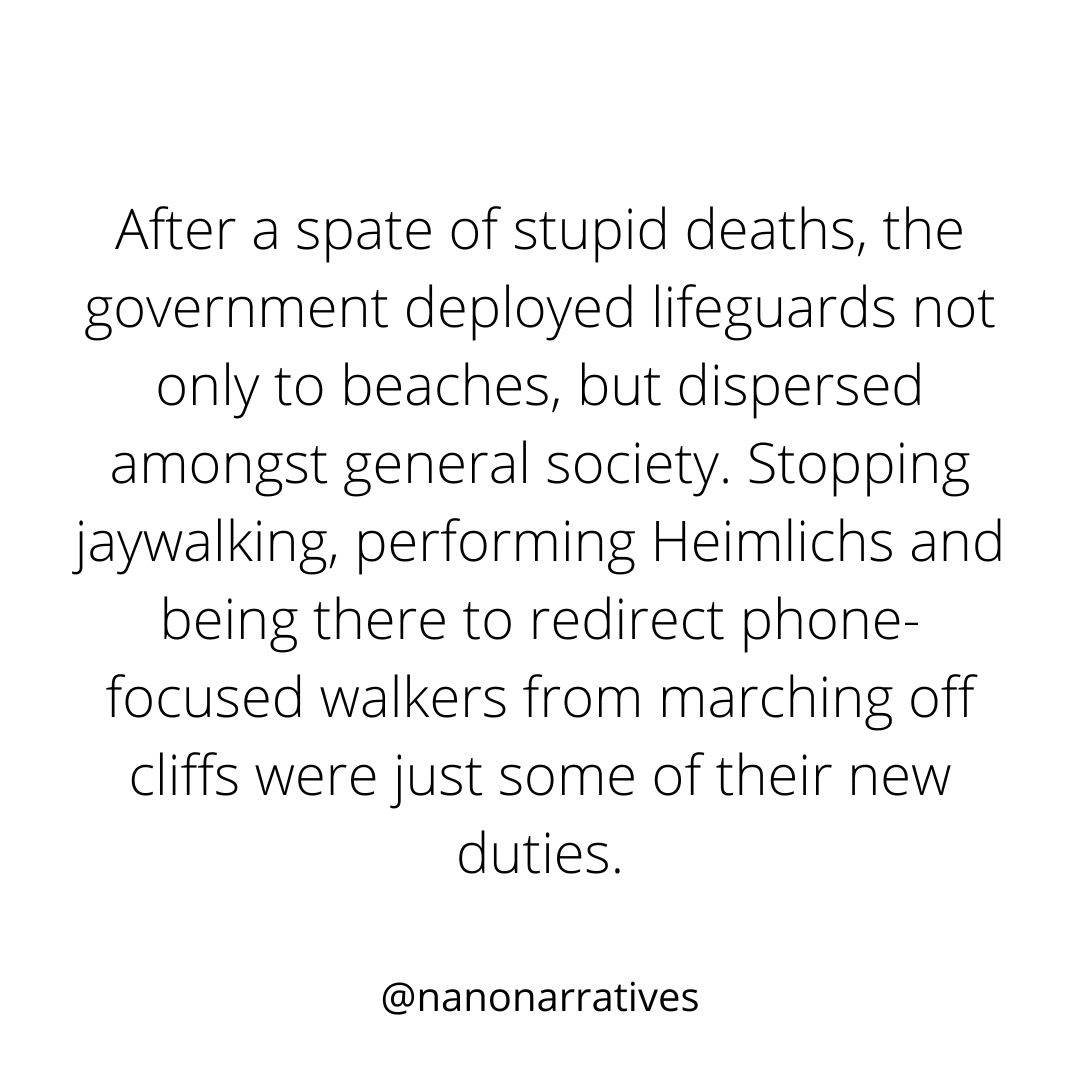 After a spate of stupid deaths, the
government deployed lifeguards not
only to beaches, but dispersed
amongst general society. Stopping
jaywalking, performing Heimlichs and
being there to redirect phone-
focused walkers from marching off
cliffs were just some of their new
duties.
@nanonarratives